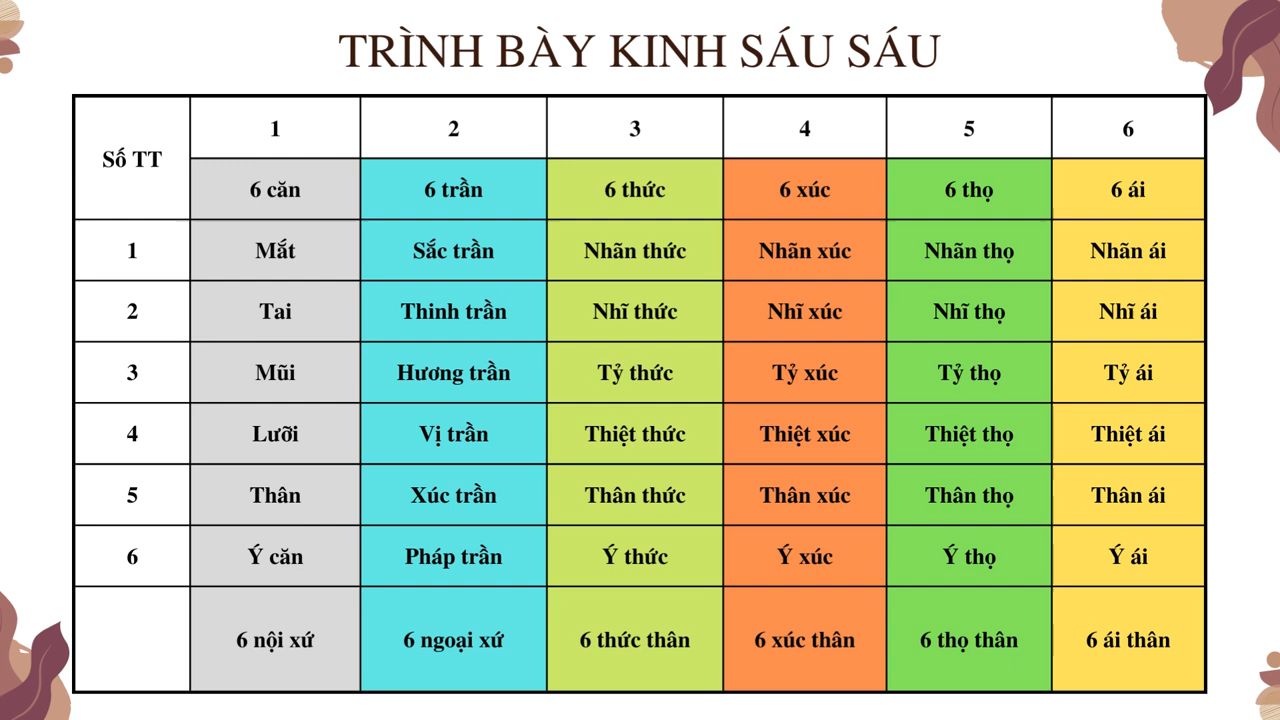 TRÌNH BÀY KINH SÁU SÁU
Số TT 1 2 3 4 5 6
6 căn 6 trần 6 thức 6 xúc 6 thọ 6 ái
1 Mắt Sắc trần Nhãn thức Nhãn xúc Nhãn thọ Nhãn ái
2 Tai Thinh trần Nhĩ thức Nhĩ xúc Nhĩ thọ Nhĩ ái
3 Mũi Hương trần Tỷ thức Tỷ xúc Tỷ thọ Tỷ ái
4 Lưỡi Vị trần Thiệt thức Thiệt xúc Thiệt thọ Thiệt ái
5 Thân Xúc trần Thân thức Thân xúc Thân thọ Thân ái
6 Ý căn Pháp trần Ý thức Ý xúc Ý thọ Ý ái
6 nội xứ 6 ngoại xứ 6 thức thân 6 xúc thân 6 thọ thân 6 ái thân